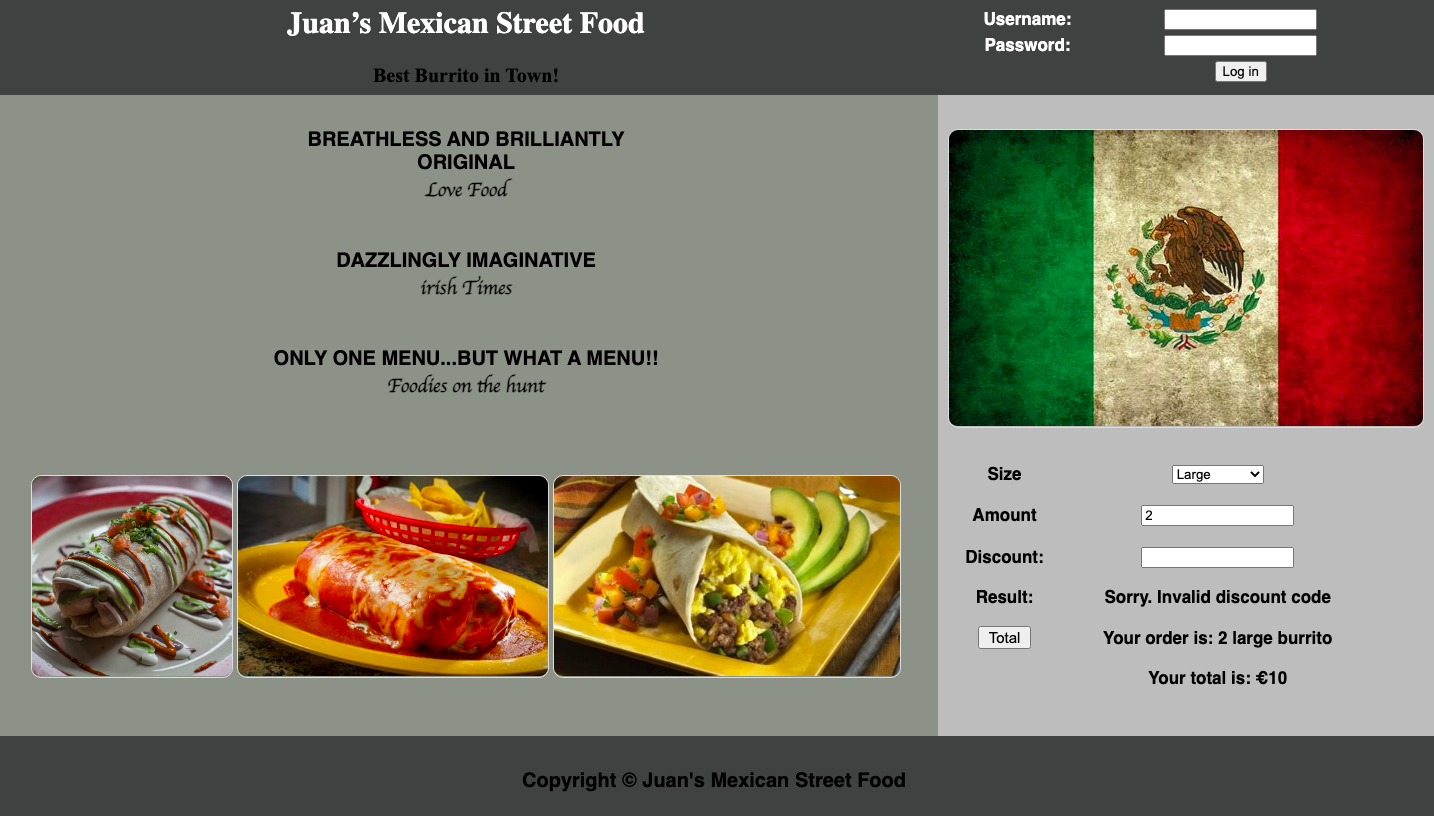 Juan’s Mexican Street Food
Best Burrito in Town!
Username:
Password:
Log in
BREATHLESS AND BRILLIANTLY
ORIGINAL
Love Food
DAZZLINGLY IMAGINATIVE
irish Times
ONLY ONE MENU...BUT WHAT A MENU!!
Foodies on the hunt
Size Large
Amount 2
Discount:
Result: Sorry. Invalid discount code
Total Your order is: 2 large burrito
Your total is: €10
Copyright © Juan's Mexican Street Food